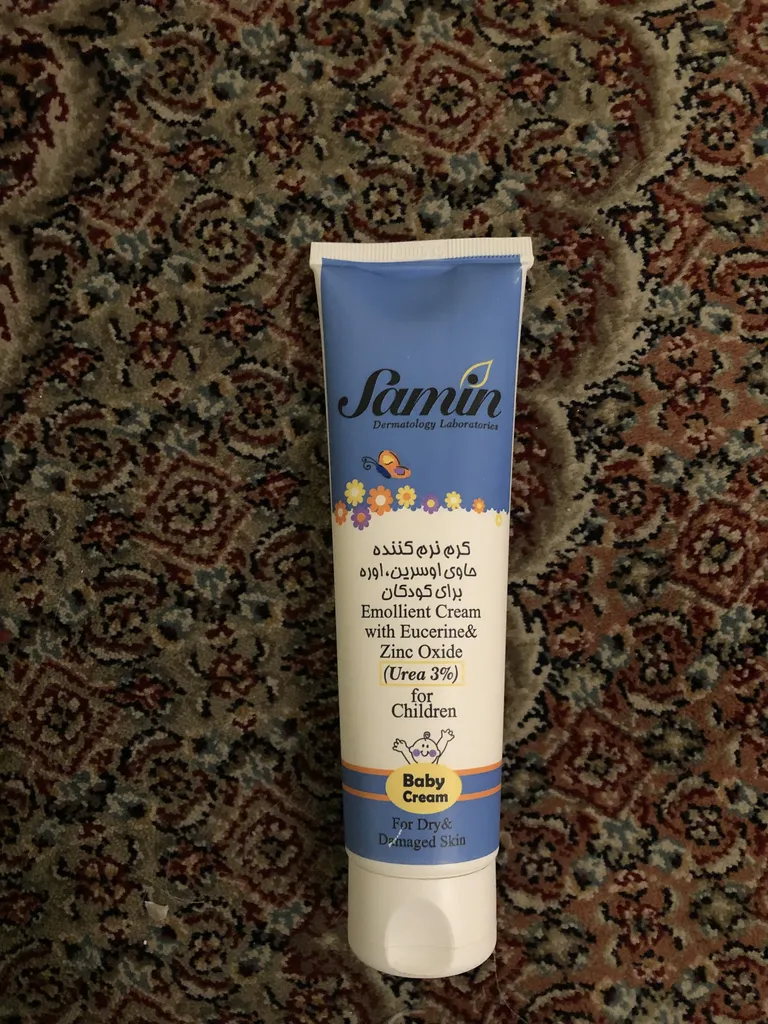 Samin
Dermatology Laboratories
کرم نرم کننده
حاوی اوسرین، اوره
برای کودکان
Emollient Cream
with Eucerine&
Zinc Oxide
(Urea 3%)
for
Children
Baby
Cream
For Dry&
Damaged Skin